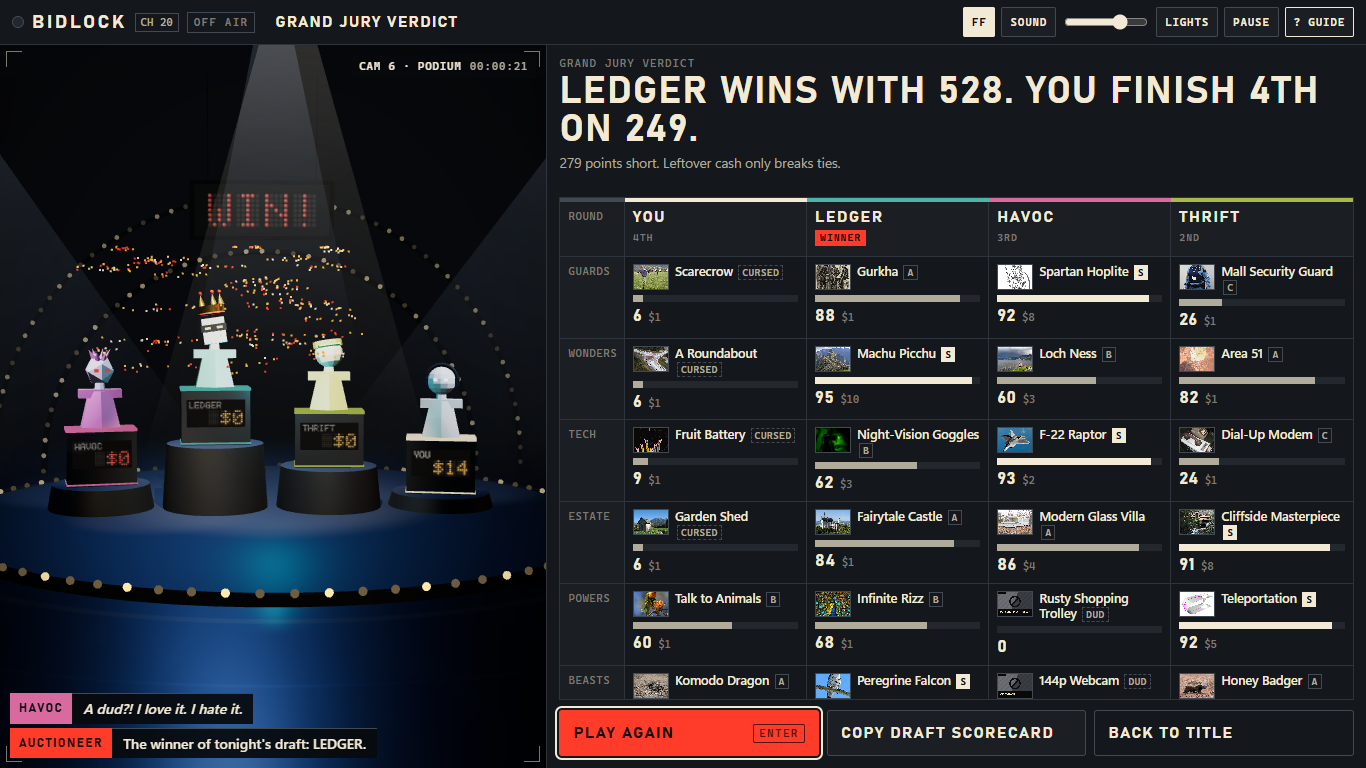 BIDLOCK CH 20 OFF AIR GRAND JURY VERDICT FF SOUND LIGHTS PAUSE ? GUIDE
CAM 6 · PODIUM 00:00:21
WIN!
LEDGER $0
THRIFT $0
HAVOC $0
YOU $14
HAVOC A dud?! I love it. I hate it.
AUCTIONEER The winner of tonight's draft: LEDGER.
GRAND JURY VERDICT
LEDGER WINS WITH 528. YOU FINISH 4TH
ON 249.
279 points short. Leftover cash only breaks ties.
ROUND YOU LEDGER HAVOC THRIFT
4TH WINNER 3RD 2ND
GUARDS Scarecrow CURSED Gurkha A Spartan Hoplite S Mall Security Guard
C
6 $1 88 $1 92 $8 26 $1
WONDERS A Roundabout Machu Picchu S Loch Ness B Area 51 A
CURSED
6 $1 95 $10 60 $3 82 $1
TECH Fruit Battery CURSED Night-Vision Goggles F-22 Raptor S Dial-Up Modem C
B
9 $1 62 $3 93 $2 24 $1
ESTATE Garden Shed Fairytale Castle A Modern Glass Villa Cliffside Masterpiece
CURSED A S
6 $1 84 $1 86 $4 91 $8
POWERS Talk to Animals B Infinite Rizz B Rusty Shopping Teleportation S
Trolley DUD
60 $1 68 $1 0 92 $5
BEASTS Komodo Dragon A Peregrine Falcon S 144p Webcam DUD Honey Badger A
PLAY AGAIN ENTER COPY DRAFT SCORECARD BACK TO TITLE